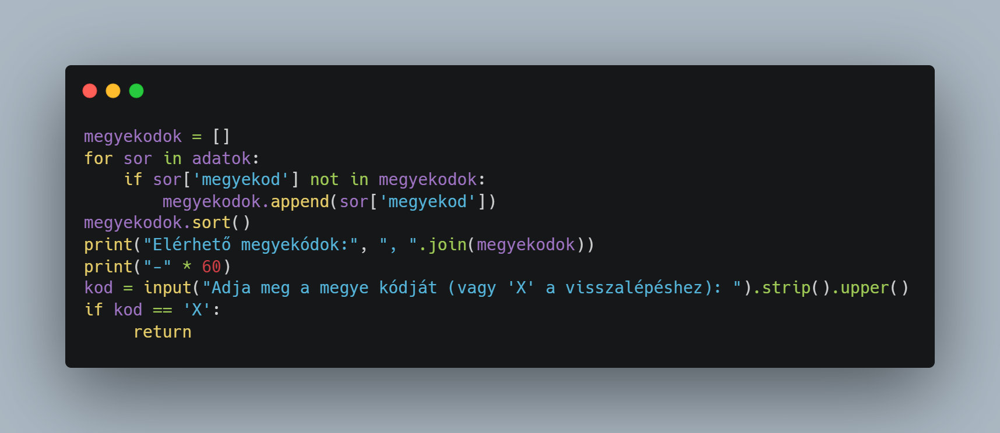 megyekodok = []
for sor in adatok:
    if sor['megyekod'] not in megyekodok:
        megyekodok.append(sor['megyekod'])
megyekodok.sort()
print("Elérhető megyekódok:", ", ".join(megyekodok))
print("-" * 60)
kod = input("Adja meg a megye kódját (vagy 'X' a visszalépéshez): ").strip().upper()
if kod == 'X':
     return